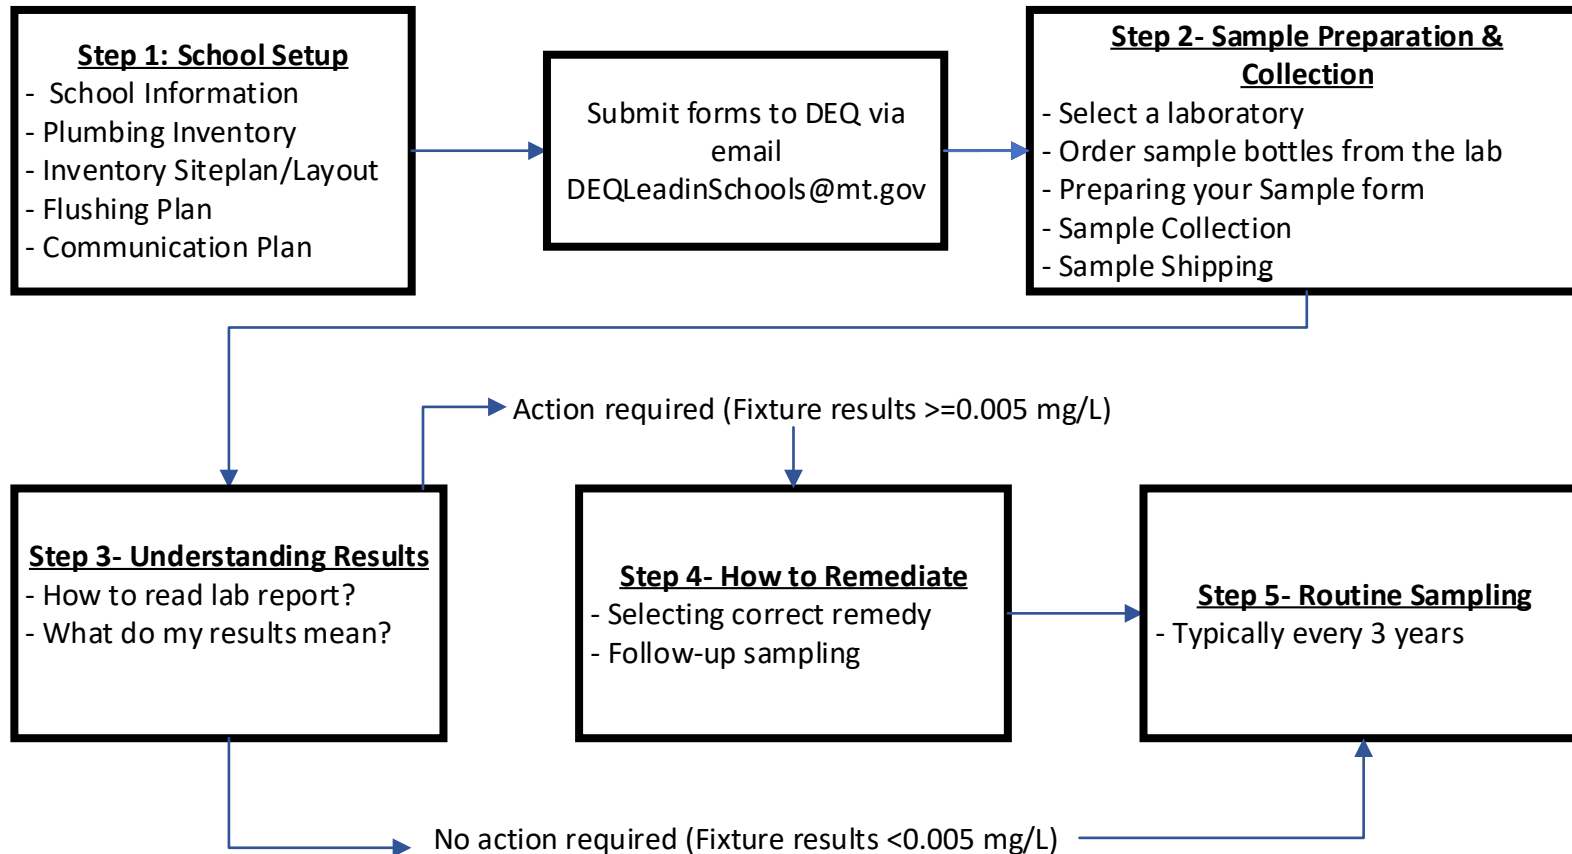 Step 1: School Setup
- School Information
- Plumbing Inventory
- Inventory Siteplan/Layout
- Flushing Plan
- Communication Plan
Submit forms to DEQ via
email
DEQLeadinSchools@mt.gov
Step 2- Sample Preparation &
Collection
- Select a laboratory
- Order sample bottles from the lab
- Preparing your Sample form
- Sample Collection
- Sample Shipping
Action required (Fixture results >=0.005 mg/L)
Step 3- Understanding Results
- How to read lab report?
- What do my results mean?
Step 4- How to Remediate
- Selecting correct remedy
- Follow-up sampling
Step 5- Routine Sampling
- Typically every 3 years
No action required (Fixture results <0.005 mg/L)